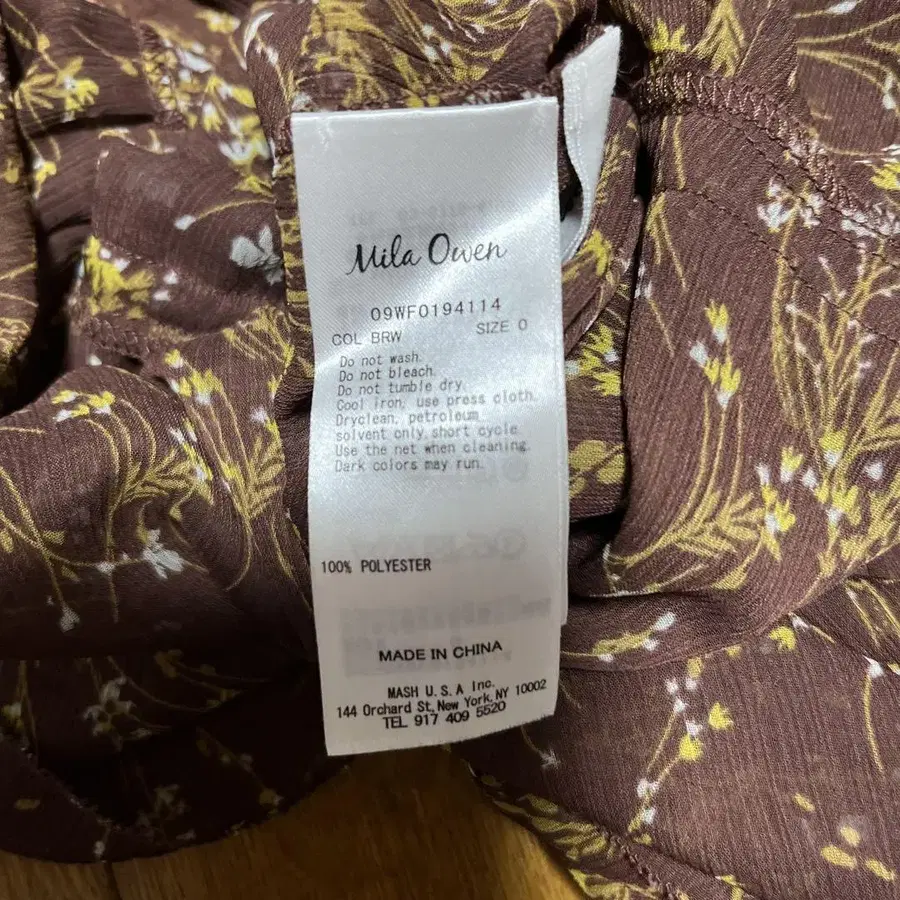 Mila Owen
09WF0194114
COL BRW SIZE 0
Do not wash.
Do not bleach.
Do not tumble dry.
Cool iron, use press cloth.
Dryclean, petroleum
solvent only, short cycle.
Use the net when cleaning.
Dark colors may run.
100% POLYESTER
MADE IN CHINA
MASH U.S.A Inc.
144 Orchard St, New York, NY 10002
TEL 917 409 5520